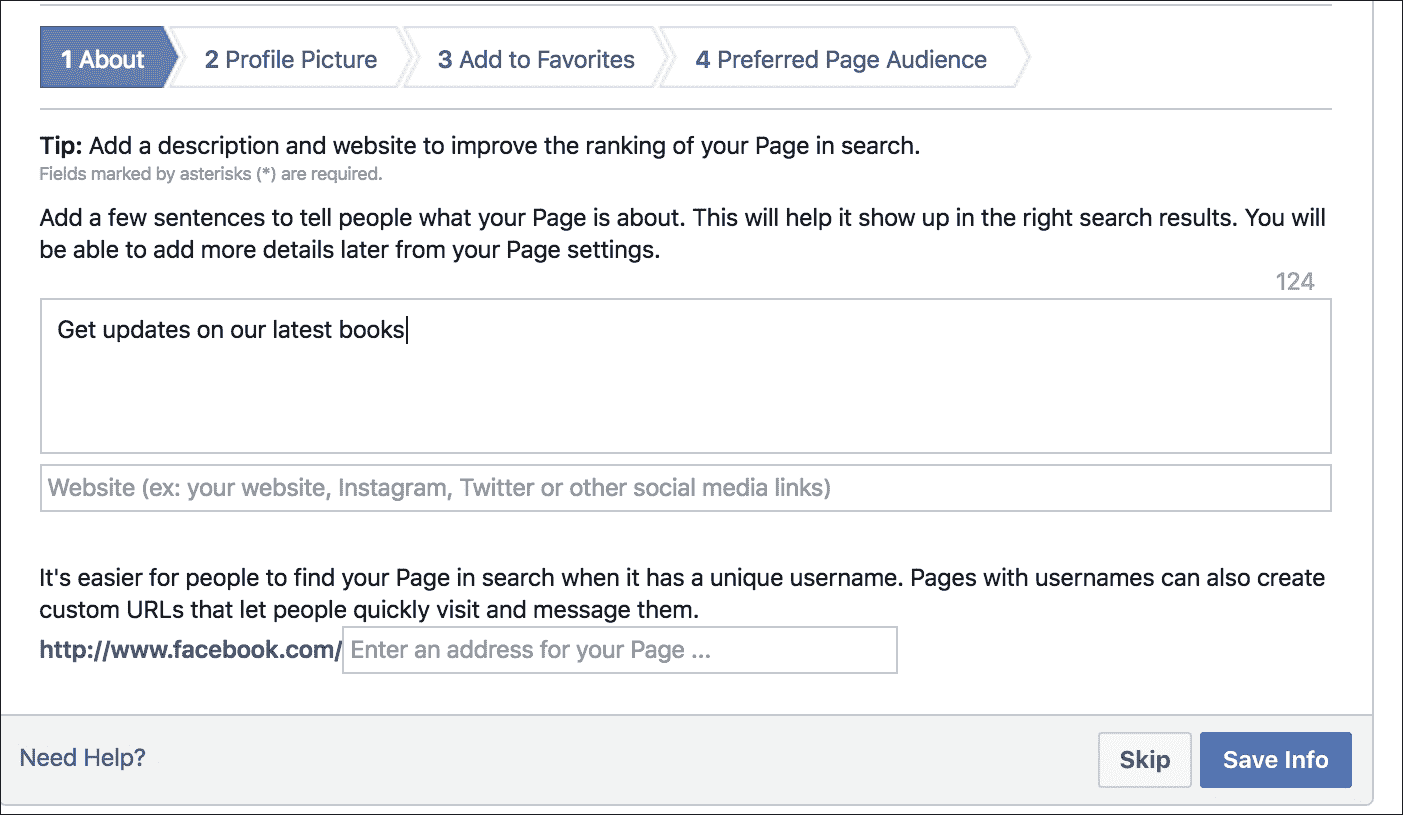 1 About
2 Profile Picture
3 Add to Favorites
4 Preferred Page Audience
Tip: Add a description and website to improve the ranking of your Page in search.
Fields marked by asterisks (*) are required.
Add a few sentences to tell people what your Page is about. This will help it show up in the right search results. You will
be able to add more details later from your Page settings.
124
Get updates on our latest books
Website (ex: your website, Instagram, Twitter or other social media links)
It's easier for people to find your Page in search when it has a unique username. Pages with usernames can also create
custom URLs that let people quickly visit and message them.
http://www.facebook.com/ Enter an address for your Page ...
Need Help?
Skip
Save Info